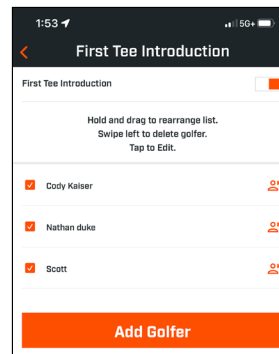 1:53
5G+
First Tee Introduction
First Tee Introduction
Hold and drag to rearrange list.
Swipe left to delete golfer.
Tap to Edit.
Cody Kaiser
Nathan duke
Scott
Add Golfer